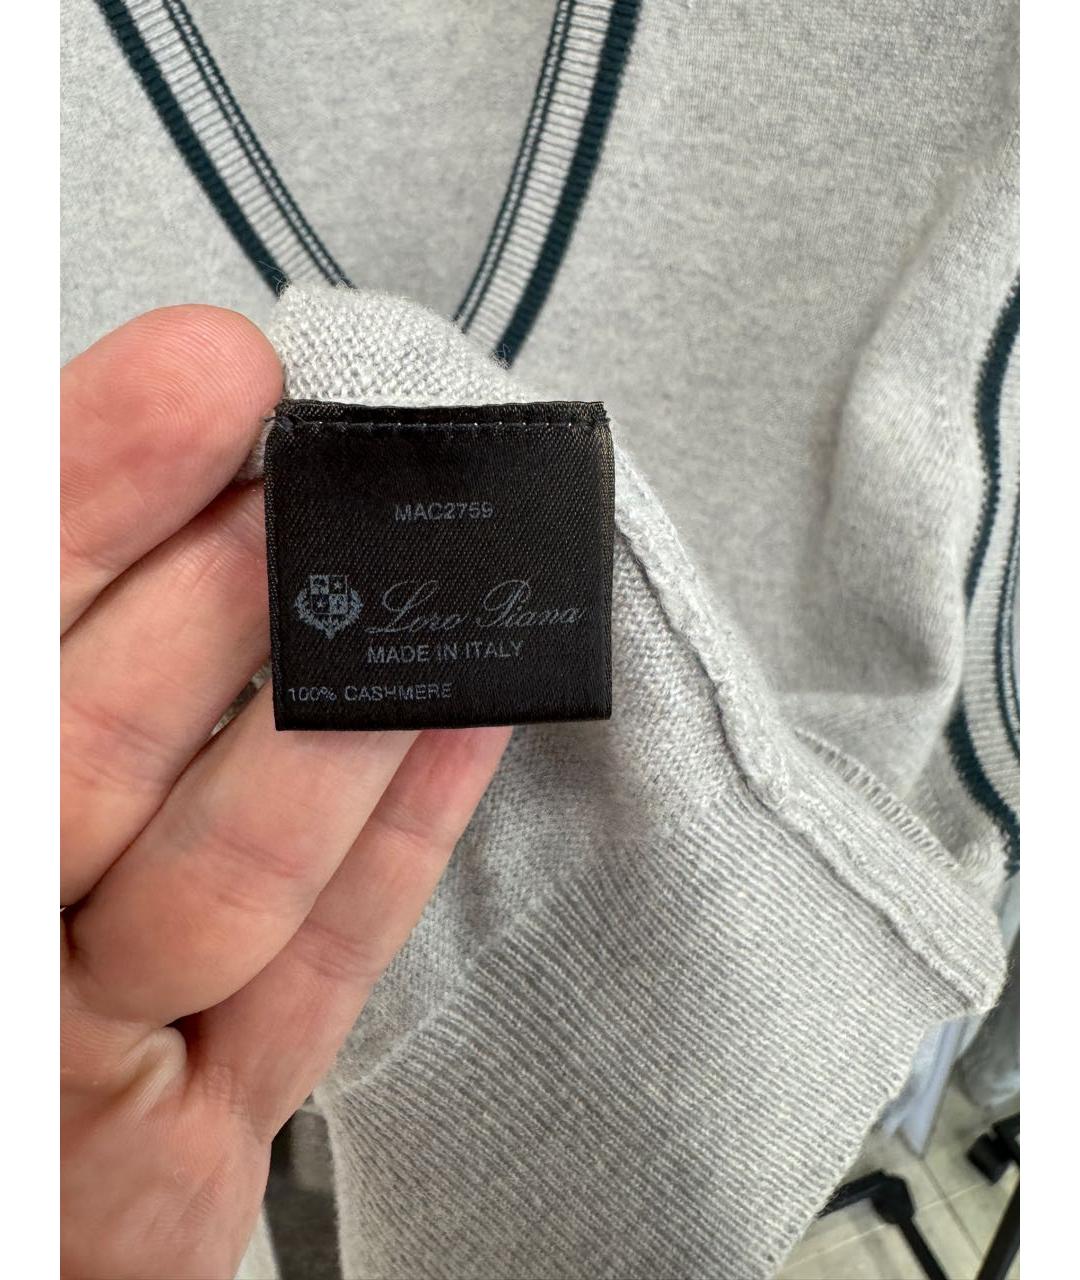 MAC2759
Loro Piana
MADE IN ITALY
100% CASHMERE